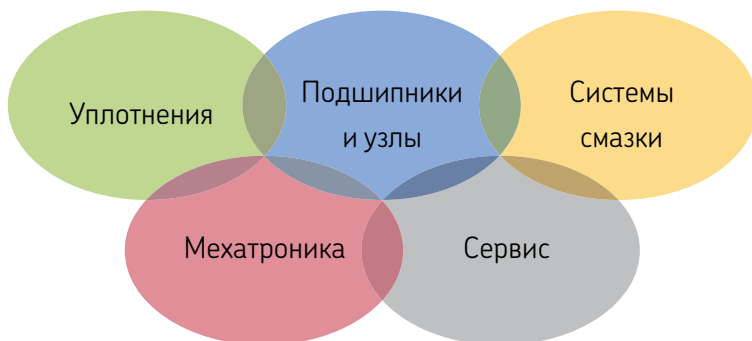 Уплотнения
Подшипники
и узлы
Системы
смазки
Мехатроника
Сервис